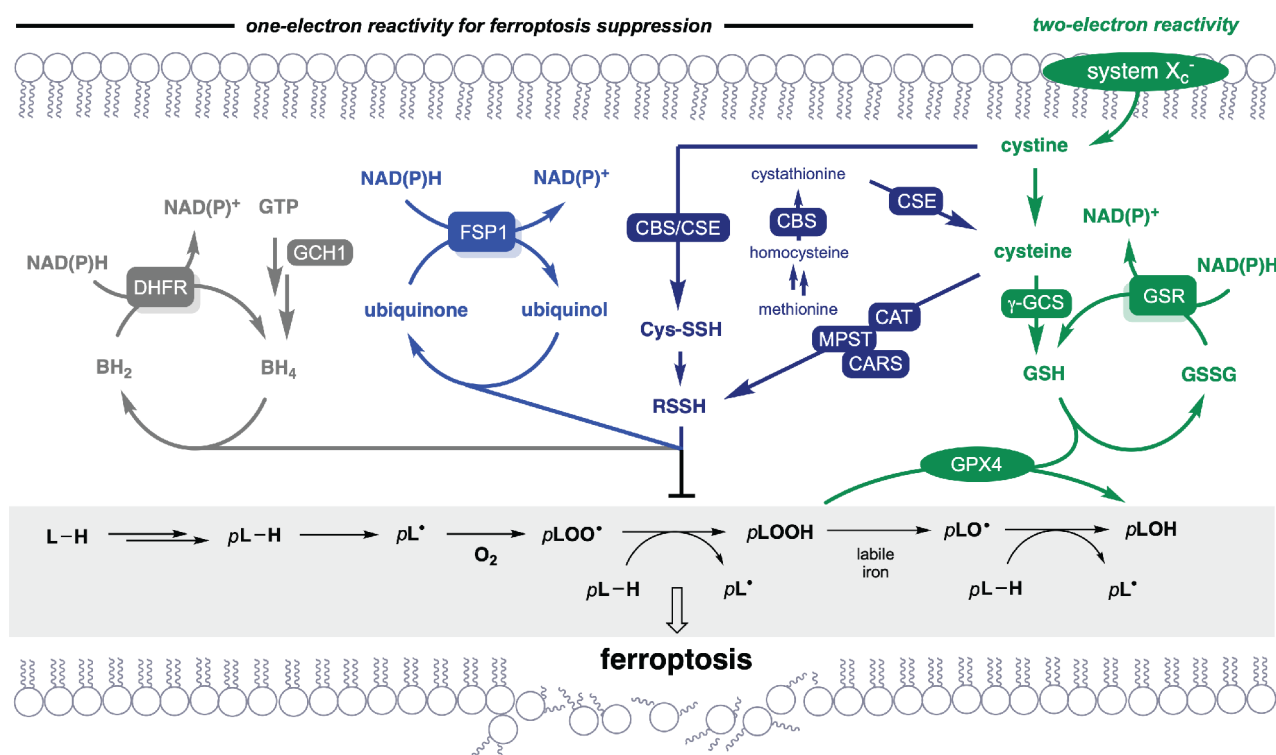 one-electron reactivity for ferroptosis suppression
two-electron reactivity
system X_c^-
cystine
NAD(P)H
NAD(P)⁺
cystathionine
CSE
NAD(P)⁺
GTP
CBS/CSE
CBS
NAD(P)⁺
FSP1
GCH1
homocysteine
cysteine
NAD(P)H
NAD(P)H
DHFR
γ-GCS
GSR
ubiquinone
ubiquinol
methionine
CAT
Cys-SSH
MPST
CARS
BH₂
BH₄
GSH
GSSG
RSSH
GPX4
L–H
pL–H
pL•
O₂
pLOO•
pLOOH
labile
iron
pLO•
pLOH
pL–H
pL•
pL–H
pL•
ferroptosis